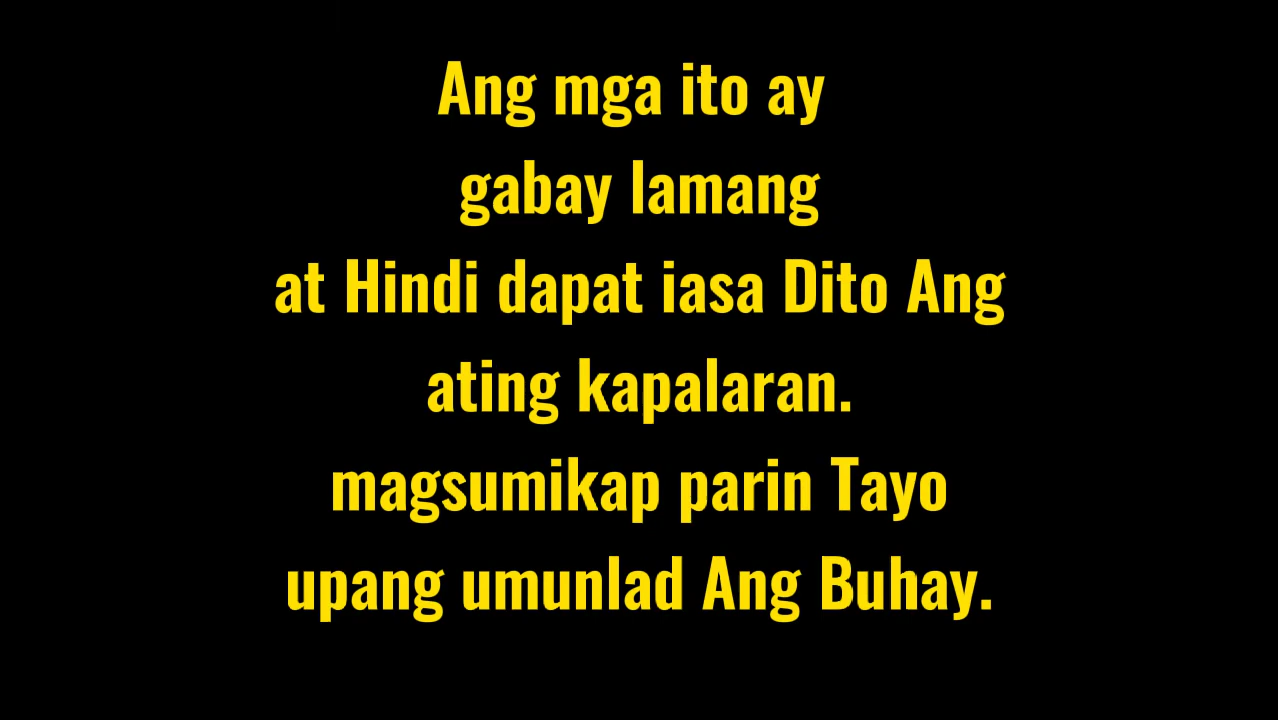 Ang mga ito ay
gabay lamang
at Hindi dapat iasa Dito Ang
ating kapalaran.
magsumikap parin Tayo
upang umunlad Ang Buhay.